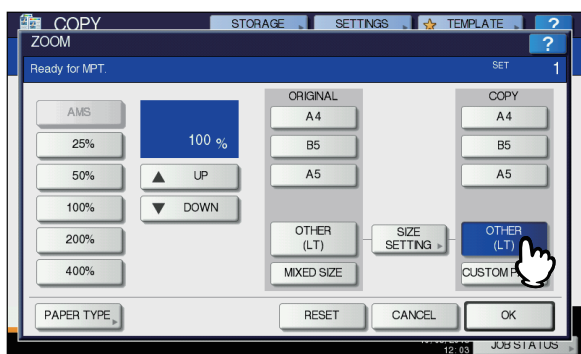 COPY
STORAGE
SETTINGS
TEMPLATE
?
ZOOM
?
Ready for MPT.
SET 1
ORIGINAL
COPY
AMS
25%
50%
100%
200%
400%
100 %
UP
DOWN
A4
B5
A5
OTHER
(LT)
MIXED SIZE
SIZE
SETTING
A4
B5
A5
OTHER
(LT)
CUSTOM
PAPER TYPE
RESET
CANCEL
OK
12:03
JOB STATUS